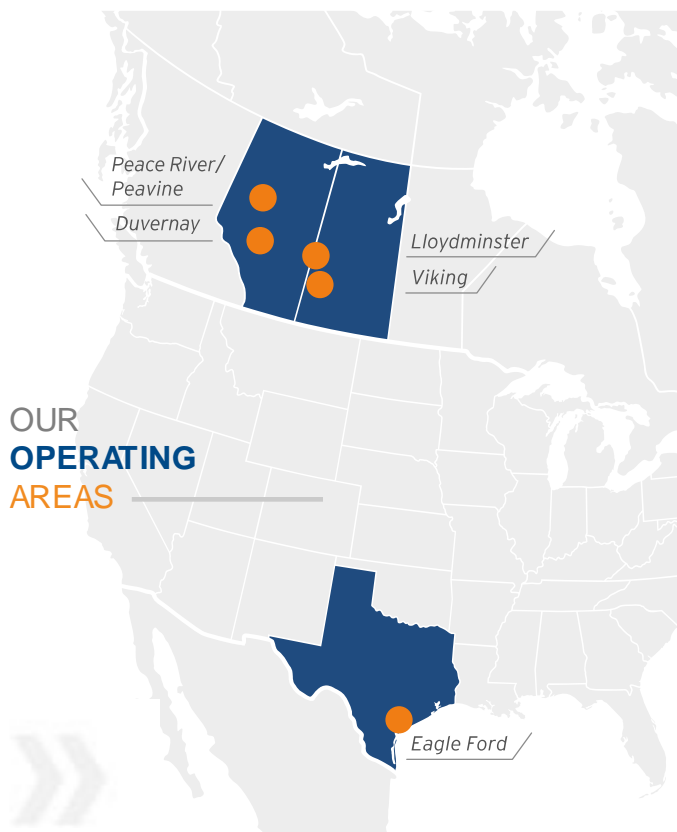 Peace River/
Peavine
Duvernay
Lloydminster
Viking
OUR
OPERATING
AREAS
Eagle Ford